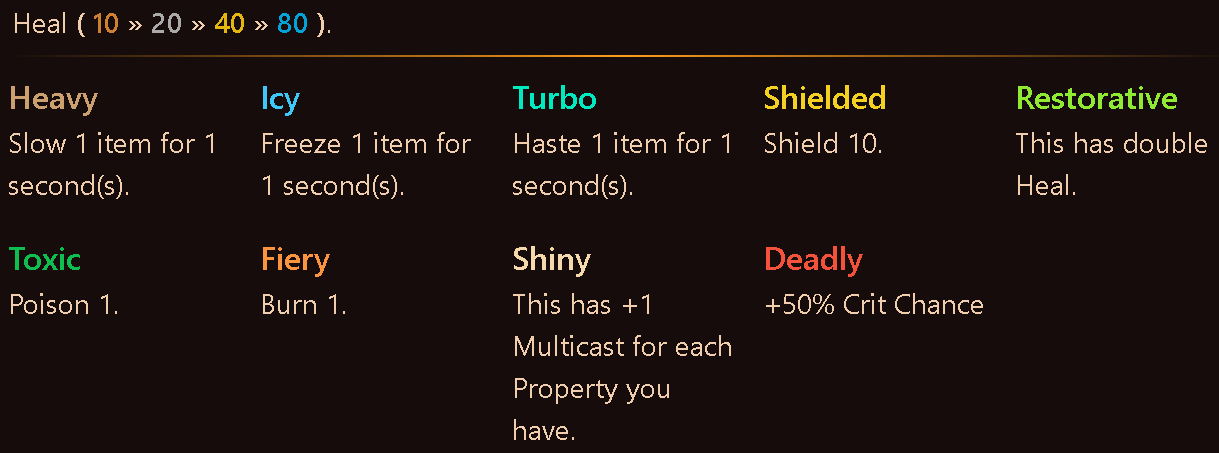 Heal ( 10 » 20 » 40 » 80 ).
Heavy
Slow 1 item for 1
second(s).
Icy
Freeze 1 item for
1 second(s).
Turbo
Haste 1 item for 1
second(s).
Shielded
Shield 10.
Restorative
This has double
Heal.
Toxic
Poison 1.
Fiery
Burn 1.
Shiny
This has +1
Multicast for each
Property you
have.
Deadly
+50% Crit Chance